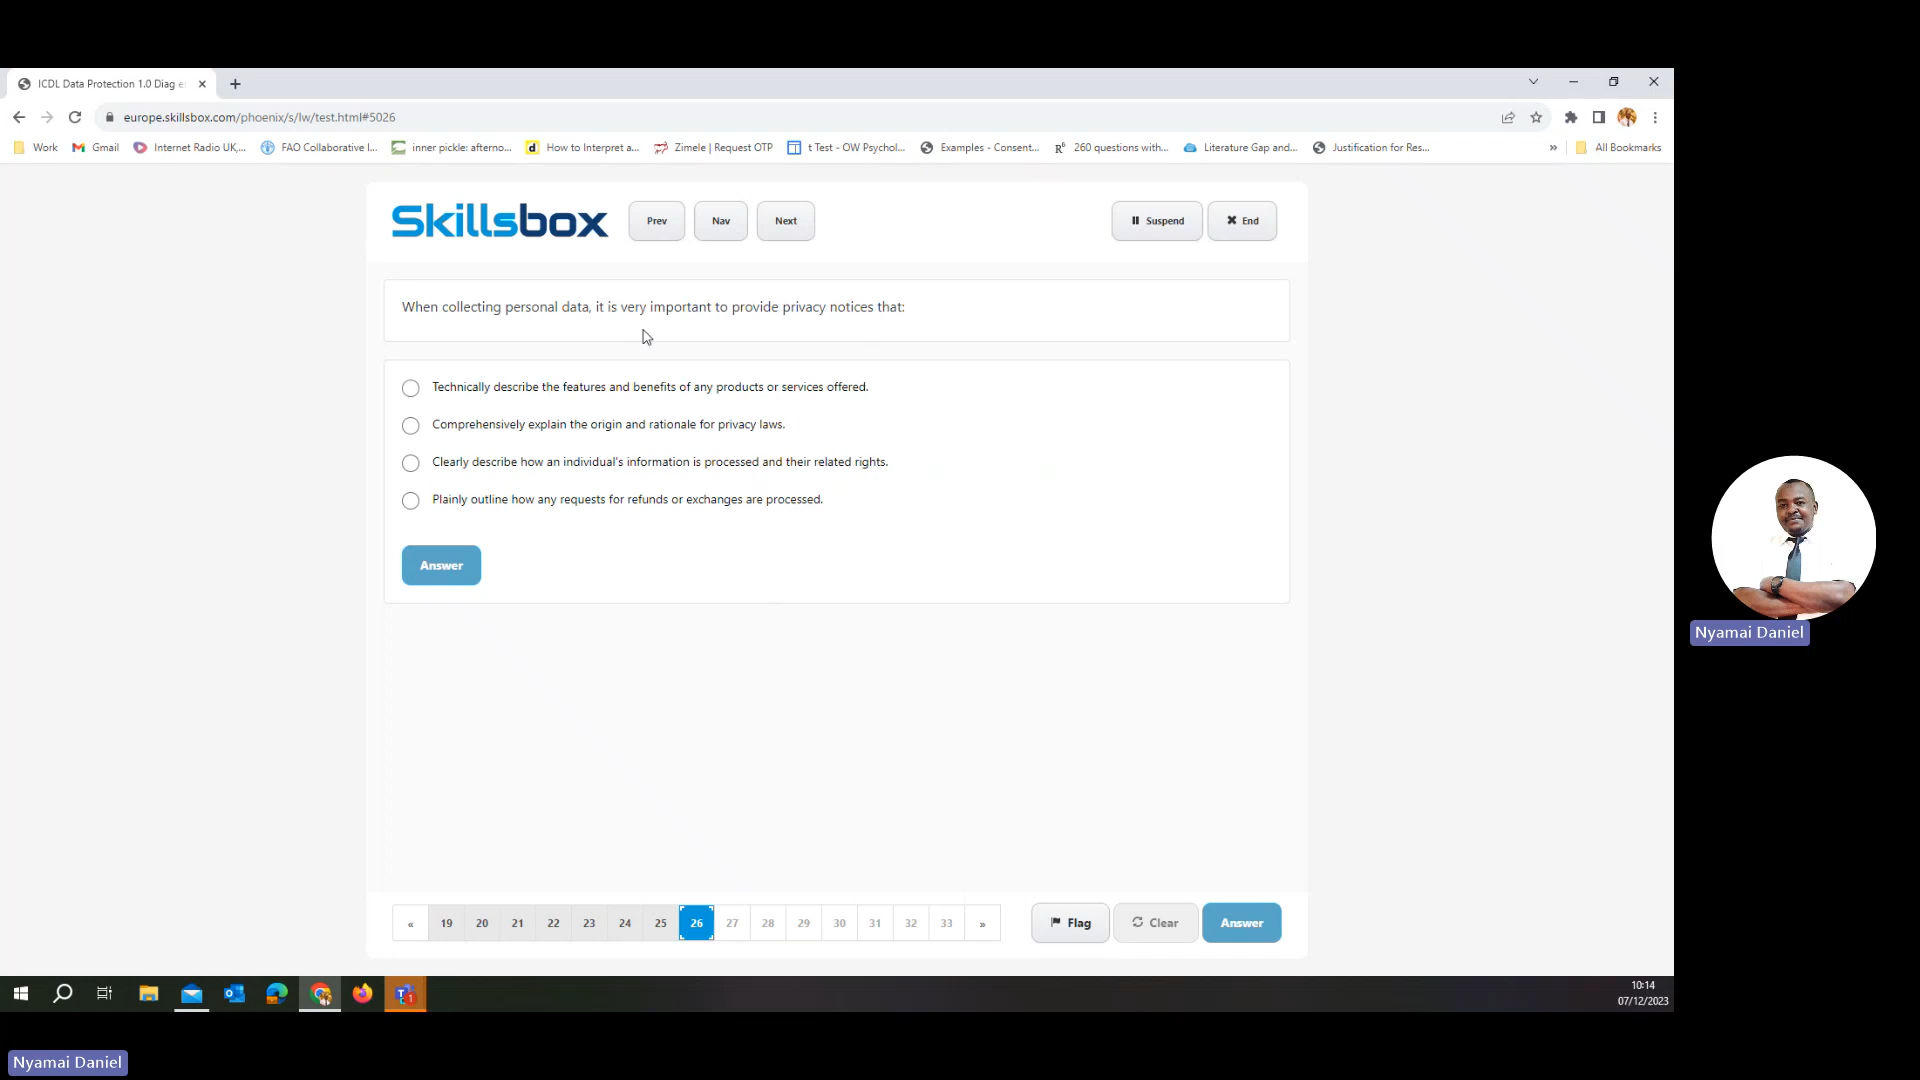 ICDL Data Protection 1.0 Diag e
europe.skillsbox.com/phoenix/s/lw/test.html#5026
Work Gmail Internet Radio UK,... FAO Collaborative I... inner pickle: afterno... How to Interpret a... Zimele | Request OTP t Test - OW Psychol... Examples - Consent... 260 questions with... Literature Gap and... Justification for Res... » All Bookmarks
Skillsbox Prev Nav Next Suspend End
When collecting personal data, it is very important to provide privacy notices that:
Technically describe the features and benefits of any products or services offered.
Comprehensively explain the origin and rationale for privacy laws.
Clearly describe how an individual's information is processed and their related rights.
Plainly outline how any requests for refunds or exchanges are processed.
Answer
Nyamai Daniel
« 19 20 21 22 23 24 25 26 27 28 29 30 31 32 33 » Flag Clear Answer
10:14
07/12/2023
Nyamai Daniel